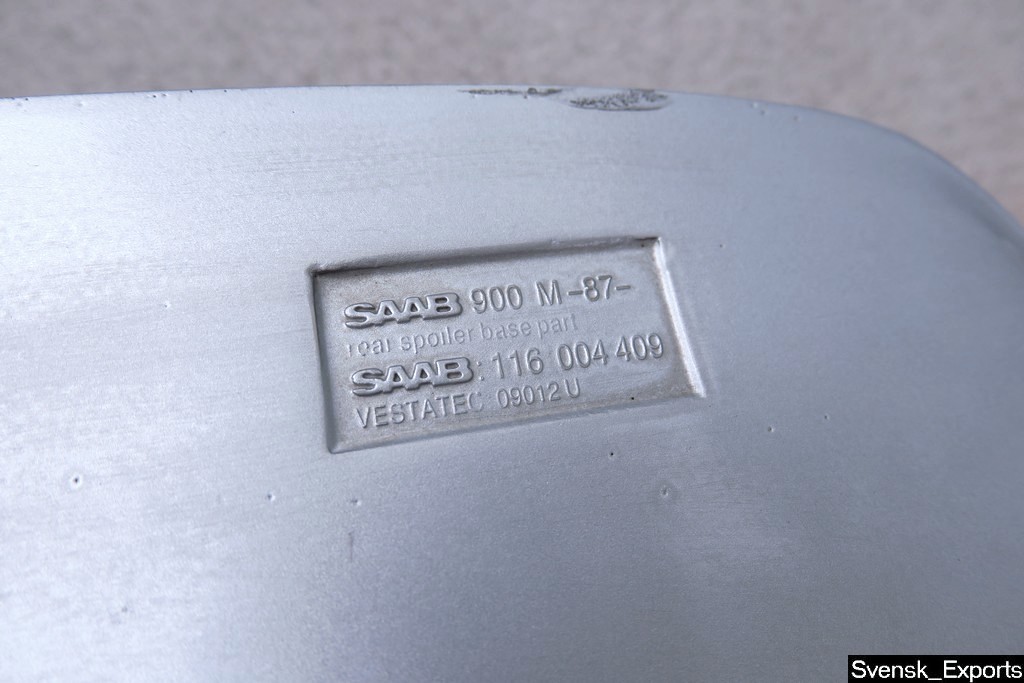 SAAB 900 M -87-
rear spoiler base part
SAAB: 116 004 409
VESTATEC 09012 U
Svensk_Exports